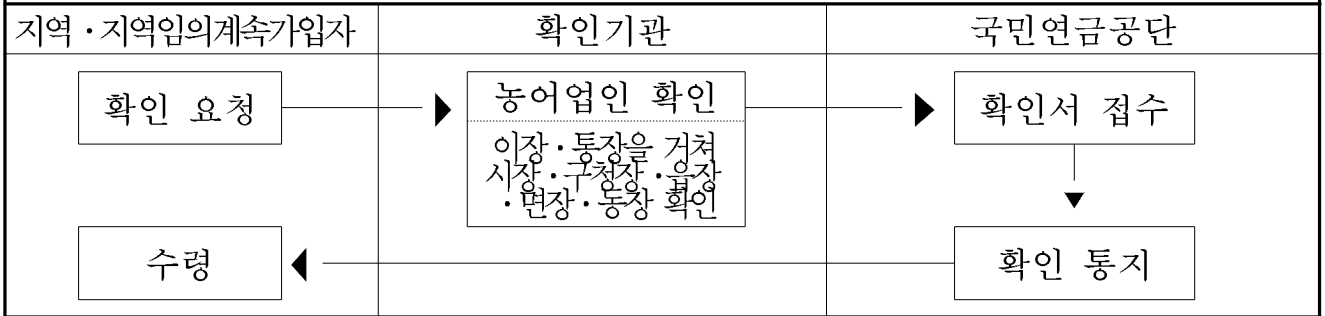 지역·지역임의계속가입자 확인기관 국민연금공단
확인 요청 농어업인 확인 확인서 접수
이장·통장을 거쳐
시장·구청장·읍장
·면장·동장 확인
수령 확인 통지